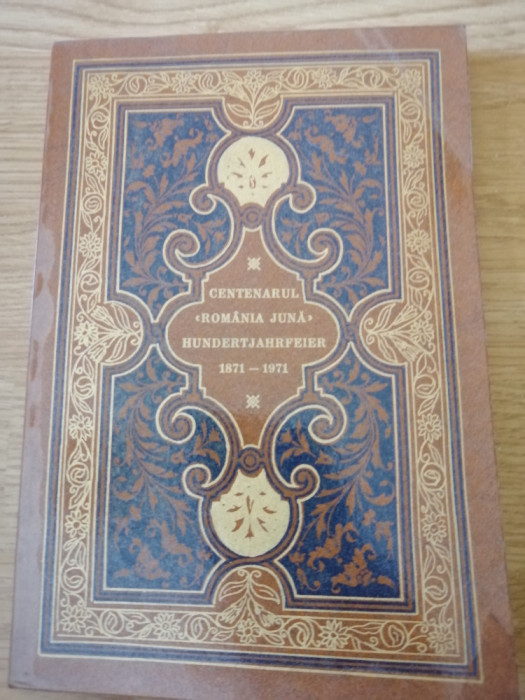 CENTENARUL
‹ROMÂNIA JUNĂ›
HUNDERTJAHRFEIER
1871 – 1971